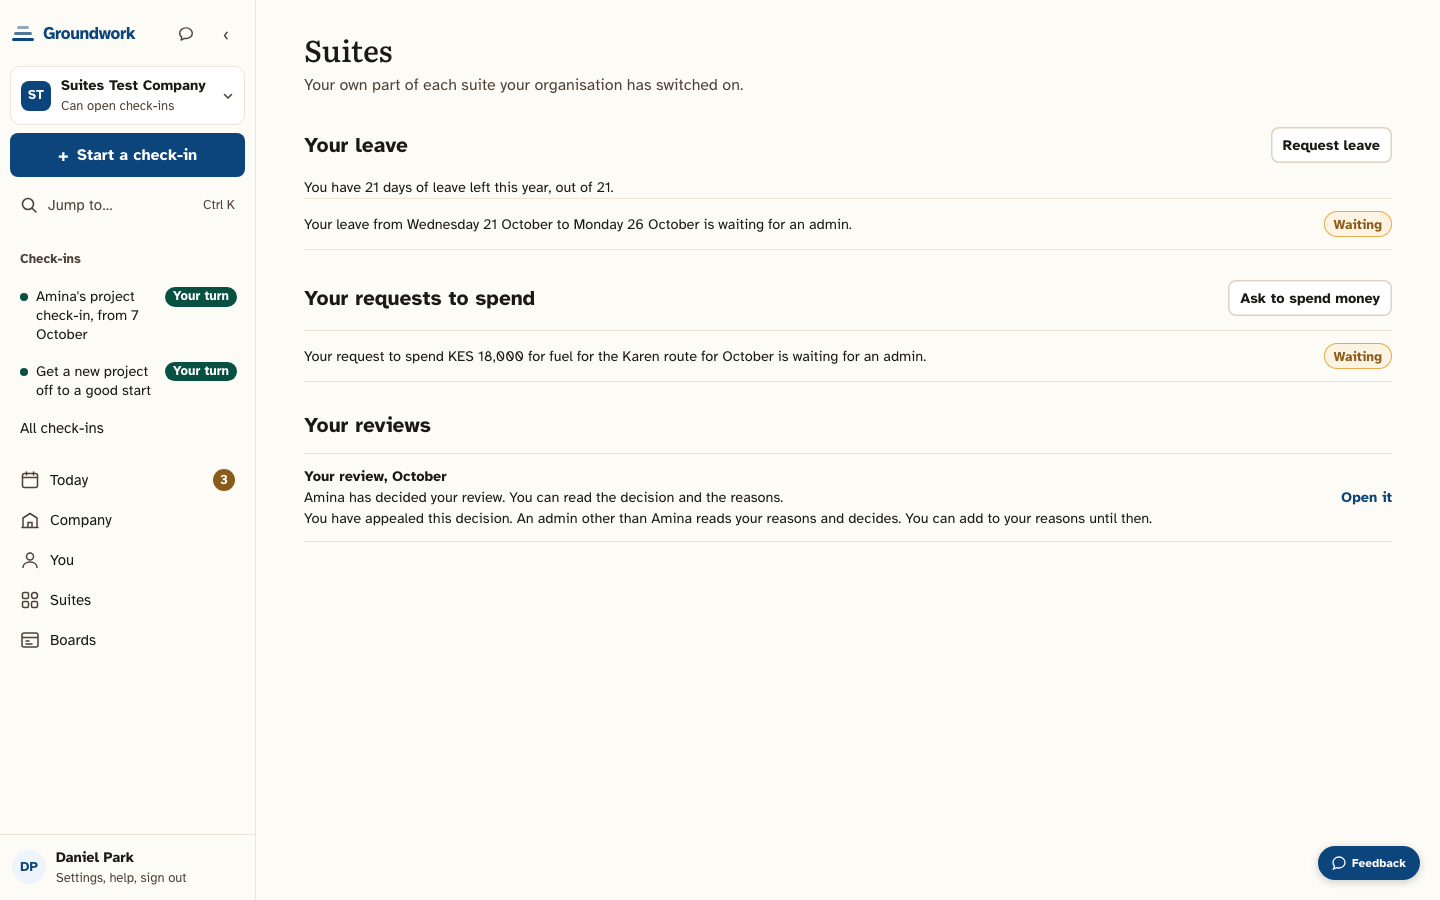 Groundwork
ST
Suites Test Company
Can open check-ins
+ Start a check-in
Jump to...
Ctrl K
Check-ins
Amina's project
check-in, from 7
October
Your turn
Get a new project
off to a good start
Your turn
All check-ins
Today
3
Company
You
Suites
Boards
DP
Daniel Park
Settings, help, sign out
Suites
Your own part of each suite your organisation has switched on.
Your leave
Request leave
You have 21 days of leave left this year, out of 21.
Your leave from Wednesday 21 October to Monday 26 October is waiting for an admin.
Waiting
Your requests to spend
Ask to spend money
Your request to spend KES 18,000 for fuel for the Karen route for October is waiting for an admin.
Waiting
Your reviews
Your review, October
Amina has decided your review. You can read the decision and the reasons.
You have appealed this decision. An admin other than Amina reads your reasons and decides. You can add to your reasons until then.
Open it
Feedback